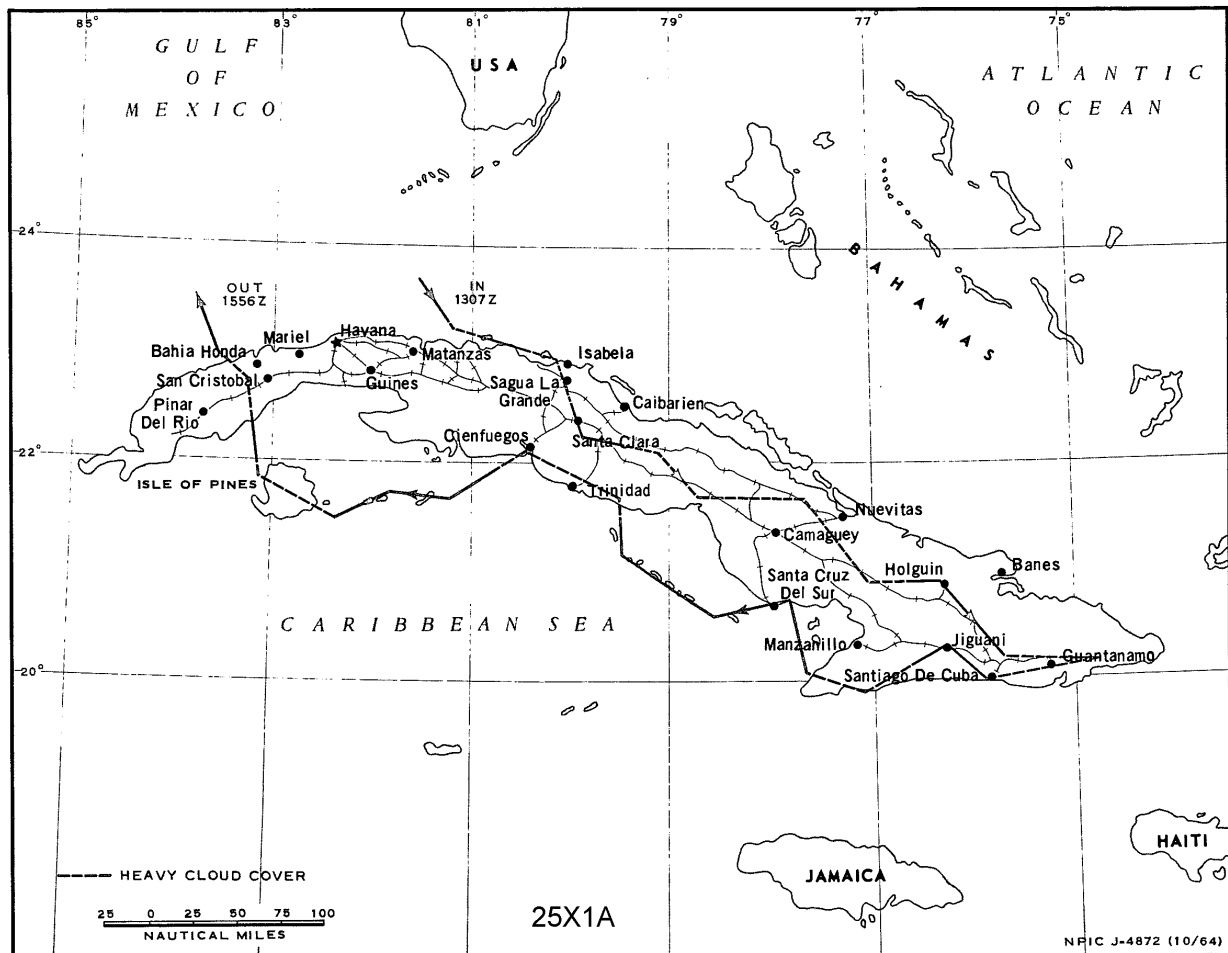 85°
83°
81°
79°
77°
75°
GULF
OF
MEXICO
USA
ATLANTIC
OCEAN
24°
BAHAMAS
OUT
1556Z
IN
1307Z
Havana
Mariel
Bahia Honda
Matanzas
Isabela
San Cristobal
Guines
Sagua La
Grande
Pinar
Del Rio
Caibarien
Cienfuegos
Santa Clara
22°
ISLE OF PINES
Trinidad
Nuevitas
Camaguey
Holguin
Banes
Santa Cruz
Del Sur
CARIBBEAN SEA
Manzanillo
Jiguani
Guantanamo
20°
Santiago De Cuba
HAITI
JAMAICA
HEAVY CLOUD COVER
25 0 25 50 75 100
NAUTICAL MILES
25X1A
NPIC J-4872 (10/64)